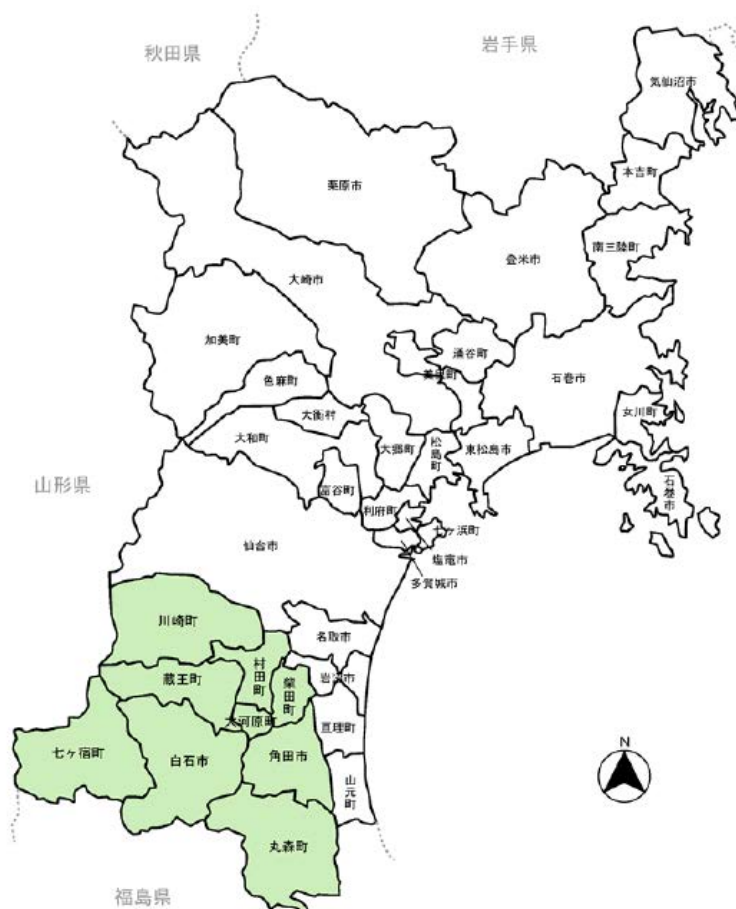 秋田県
岩手県
気仙沼市
本吉町
栗原市
南三陸町
登米市
大崎市
加美町
涌谷町
美里町
石巻市
色麻町
女川町
大衡村
大和町
大郷町
松島町
東松島市
山形県
富谷町
石巻市
利府町
七ヶ浜町
仙台市
塩竈市
多賀城市
川崎町
名取市
村田町
岩沼市
蔵王町
柴田町
大河原町
亘理町
七ヶ宿町
白石市
角田市
山元町
N
丸森町
福島県